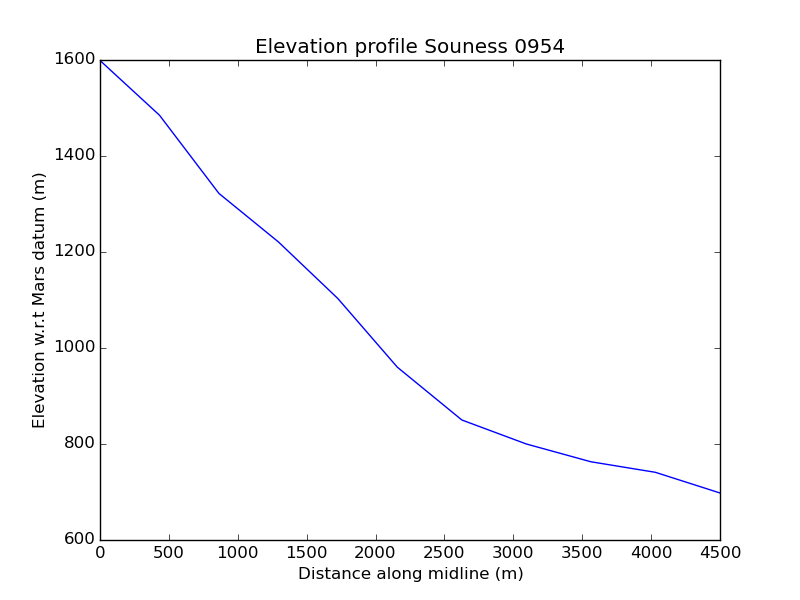 Elevation profile Souness 0954
1600
1400
1200
1000
800
600
Elevation w.r.t Mars datum (m)
0 500 1000 1500 2000 2500 3000 3500 4000 4500
Distance along midline (m)